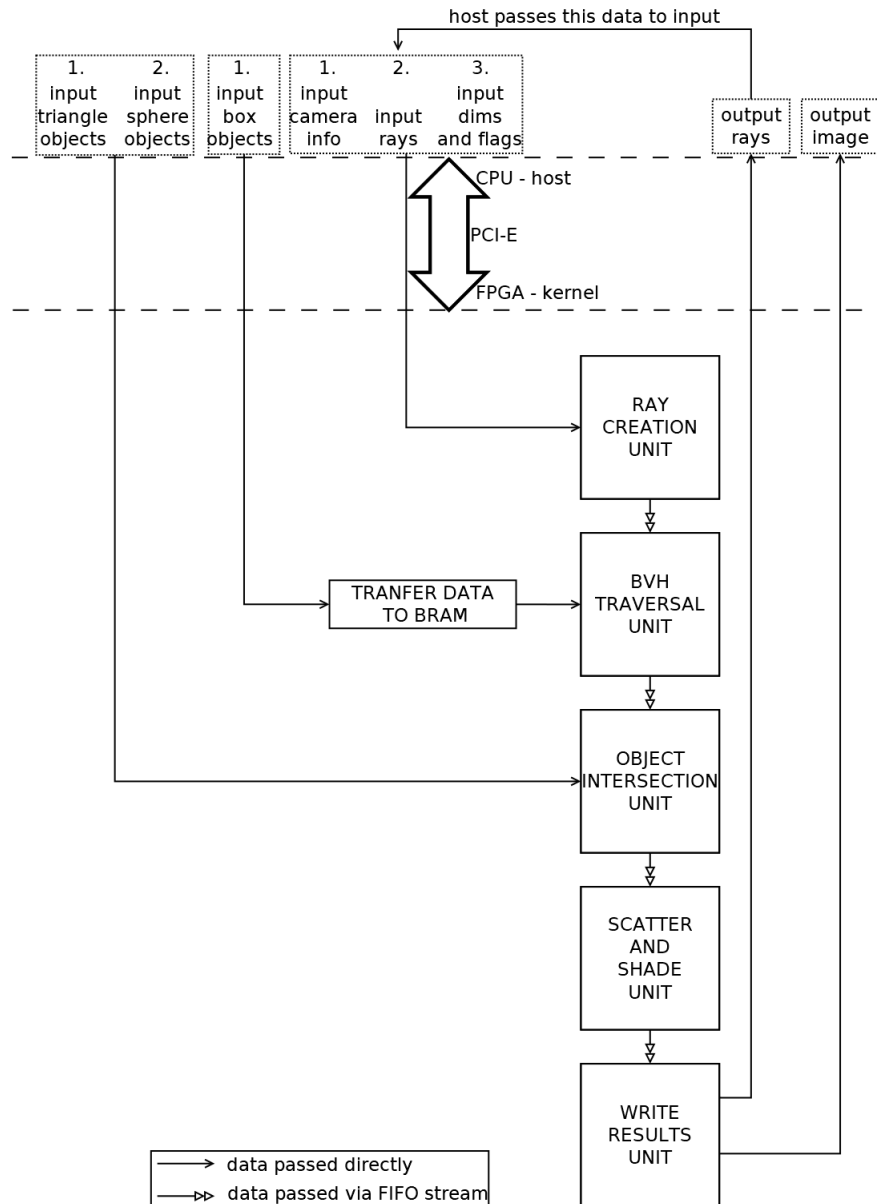 host passes this data to input
1.
input
triangle
objects
2.
input
sphere
objects
1.
input
box
objects
1.
input
camera
info
2.
input
rays
3.
input
dims
and flags
output
rays
output
image
CPU - host
PCI-E
FPGA - kernel
RAY
CREATION
UNIT
TRANFER DATA
TO BRAM
BVH
TRAVERSAL
UNIT
OBJECT
INTERSECTION
UNIT
SCATTER
AND
SHADE
UNIT
WRITE
RESULTS
UNIT
data passed directly
data passed via FIFO stream